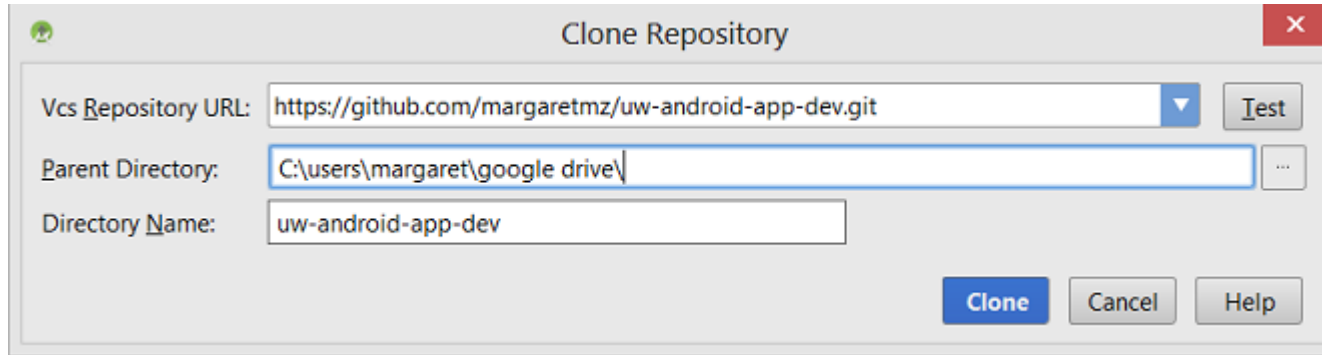 Clone Repository
Vcs Repository URL: https://github.com/margaretmz/uw-android-app-dev.git Test
Parent Directory: C:\users\margaret\google drive\ ...
Directory Name: uw-android-app-dev
Clone Cancel Help